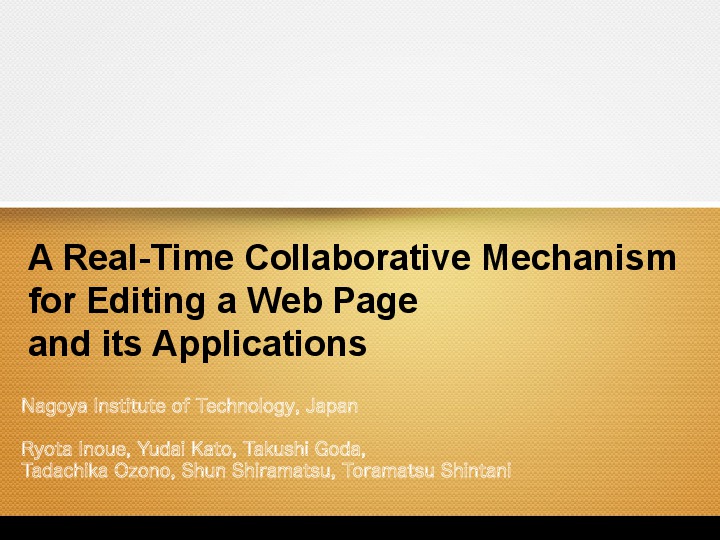 A Real-Time Collaborative Mechanism
for Editing a Web Page
and its Applications
Nagoya Institute of Technology, Japan
Ryota Inoue, Yudai Kato, Takushi Goda,
Tadachika Ozono, Shun Shiramatsu, Toramatsu Shintani